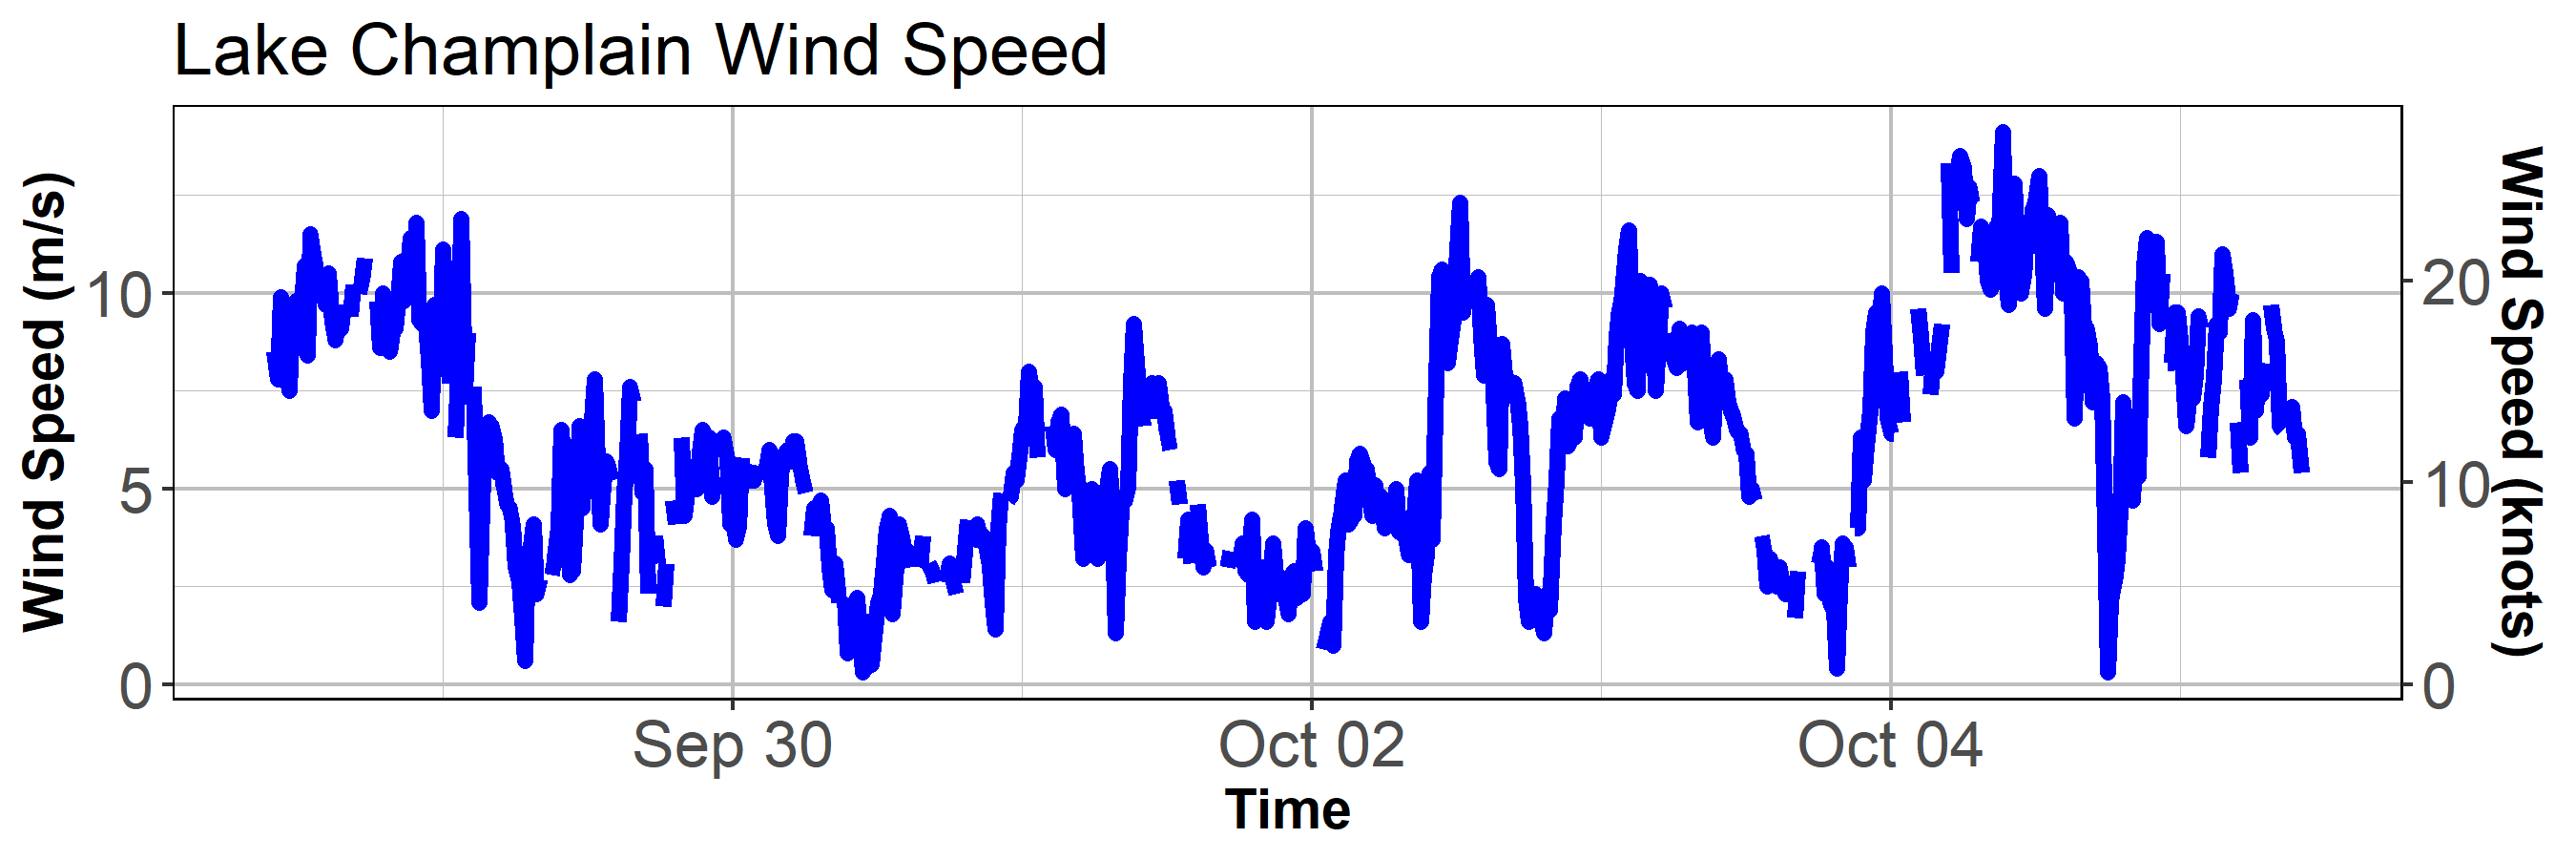 Lake Champlain Wind Speed
Wind Speed (m/s)
10
5
0
20
10
0
Wind Speed (knots)
Sep 30
Oct 02
Oct 04
Time